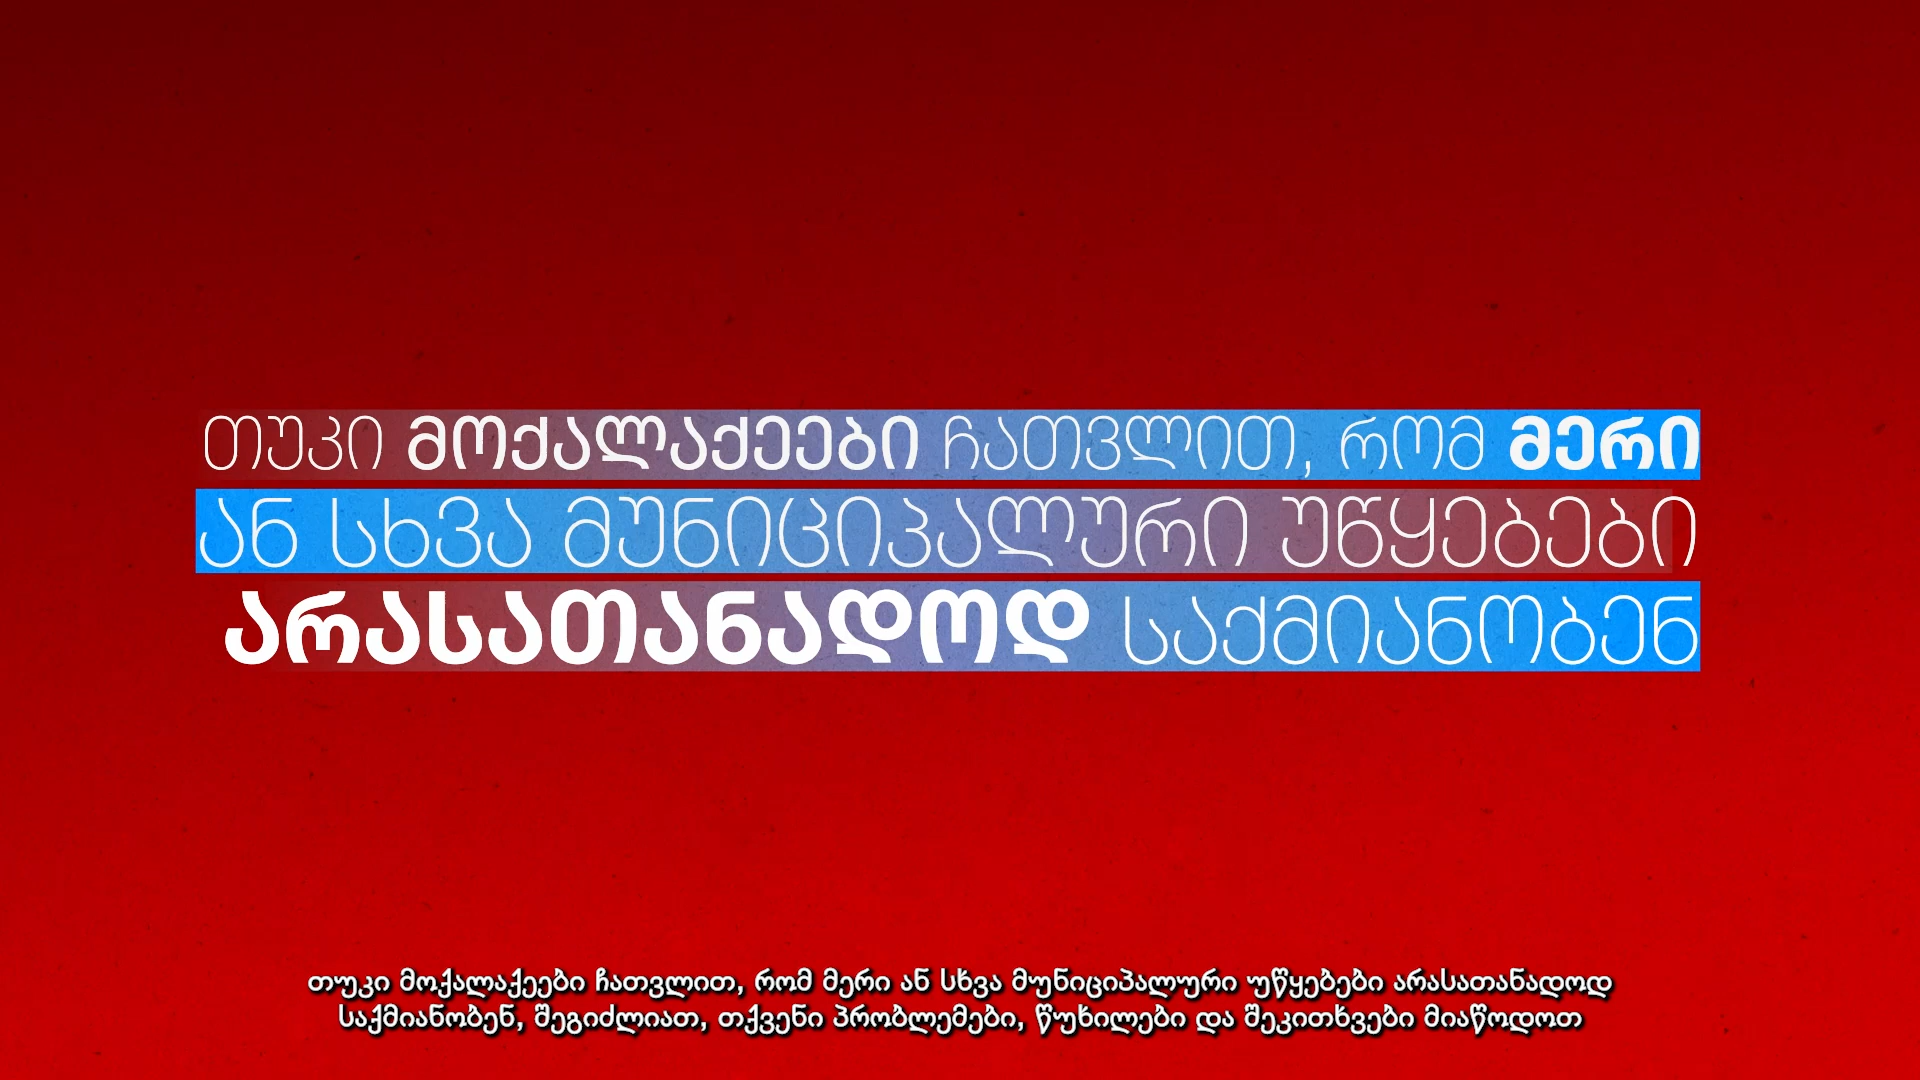 თუკი მოქალაქეები ჩათვლით, რომ მერი
ან სხვა მუნიციპალური უწყებები
არასათანადოდ საქმიანობენ
თუკი მოქალაქეები ჩათვლით, რომ მერი ან სხვა მუნიციპალური უწყებები არასათანადოდ
საქმიანობენ, შეგიძლიათ, თქვენი პრობლემები, წუხილები და შეკითხვები მიაწოდოთ